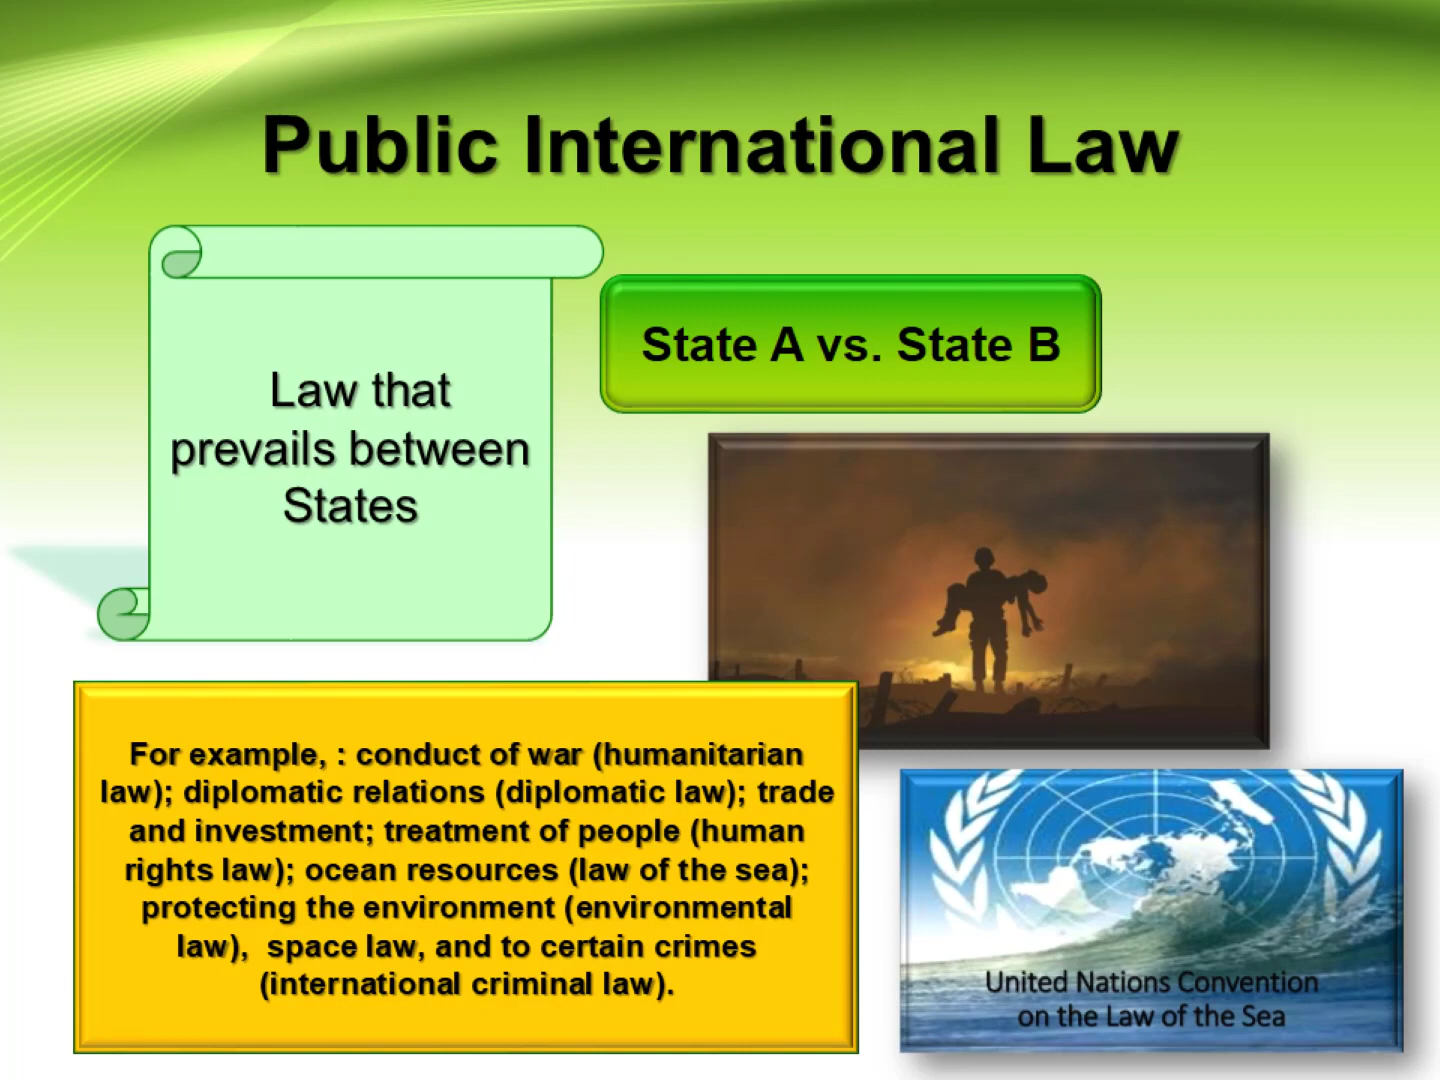 Public International Law
Law that
prevails between
States
State A vs. State B
For example, : conduct of war (humanitarian
law); diplomatic relations (diplomatic law); trade
and investment; treatment of people (human
rights law); ocean resources (law of the sea);
protecting the environment (environmental
law),  space law, and to certain crimes
(international criminal law).
United Nations Convention
on the Law of the Sea